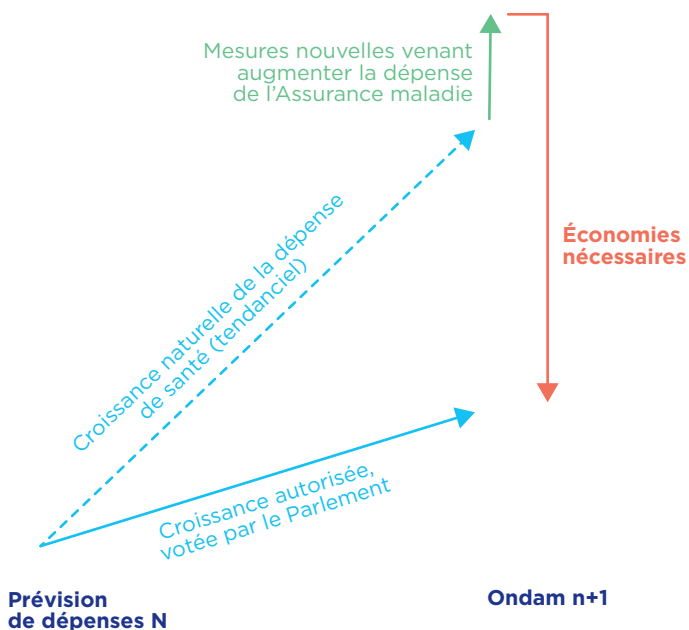 Mesures nouvelles venant
augmenter la dépense
de l’Assurance maladie
Économies
nécessaires
Croissance naturelle de la dépense
de santé (tendanciel)
Croissance autorisée,
votée par le Parlement
Prévision
de dépenses N
Ondam n+1